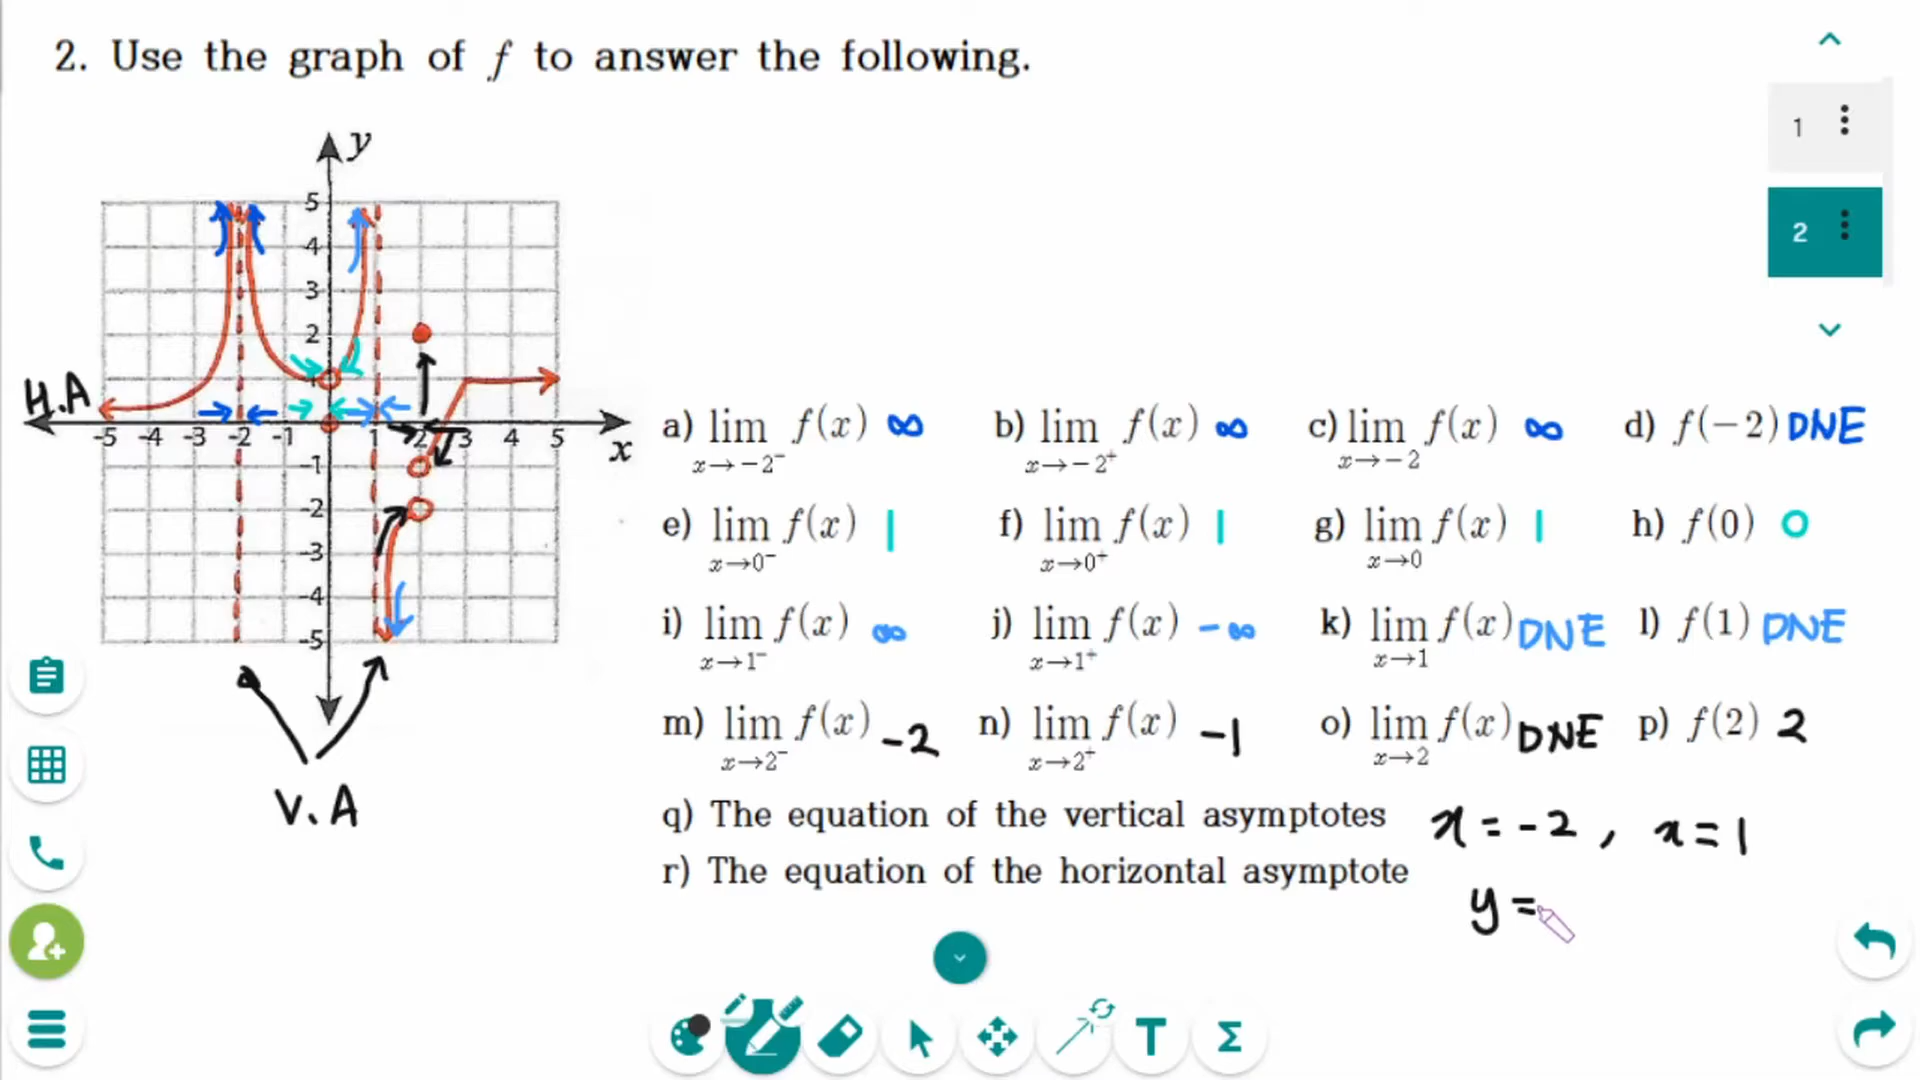 2. Use the graph of f to answer the following.
1
2
y
5
4
3
2
1
H.A
-5 -4 -3 -2 -1 1 2 3 4 5
x
-1
-2
-3
-4
-5
V.A
a) lim x→-2⁻ f(x) ∞ b) lim x→-2⁺ f(x) ∞ c) lim x→-2 f(x) ∞ d) f(-2) DNE
e) lim x→0⁻ f(x) 1 f) lim x→0⁺ f(x) 1 g) lim x→0 f(x) 1 h) f(0) 0
i) lim x→1⁻ f(x) ∞ j) lim x→1⁺ f(x) -∞ k) lim x→1 f(x) DNE l) f(1) DNE
m) lim x→2⁻ f(x) -2 n) lim x→2⁺ f(x) -1 o) lim x→2 f(x) DNE p) f(2) 2
q) The equation of the vertical asymptotes x = -2, x = 1
r) The equation of the horizontal asymptote
y =
T
Σ